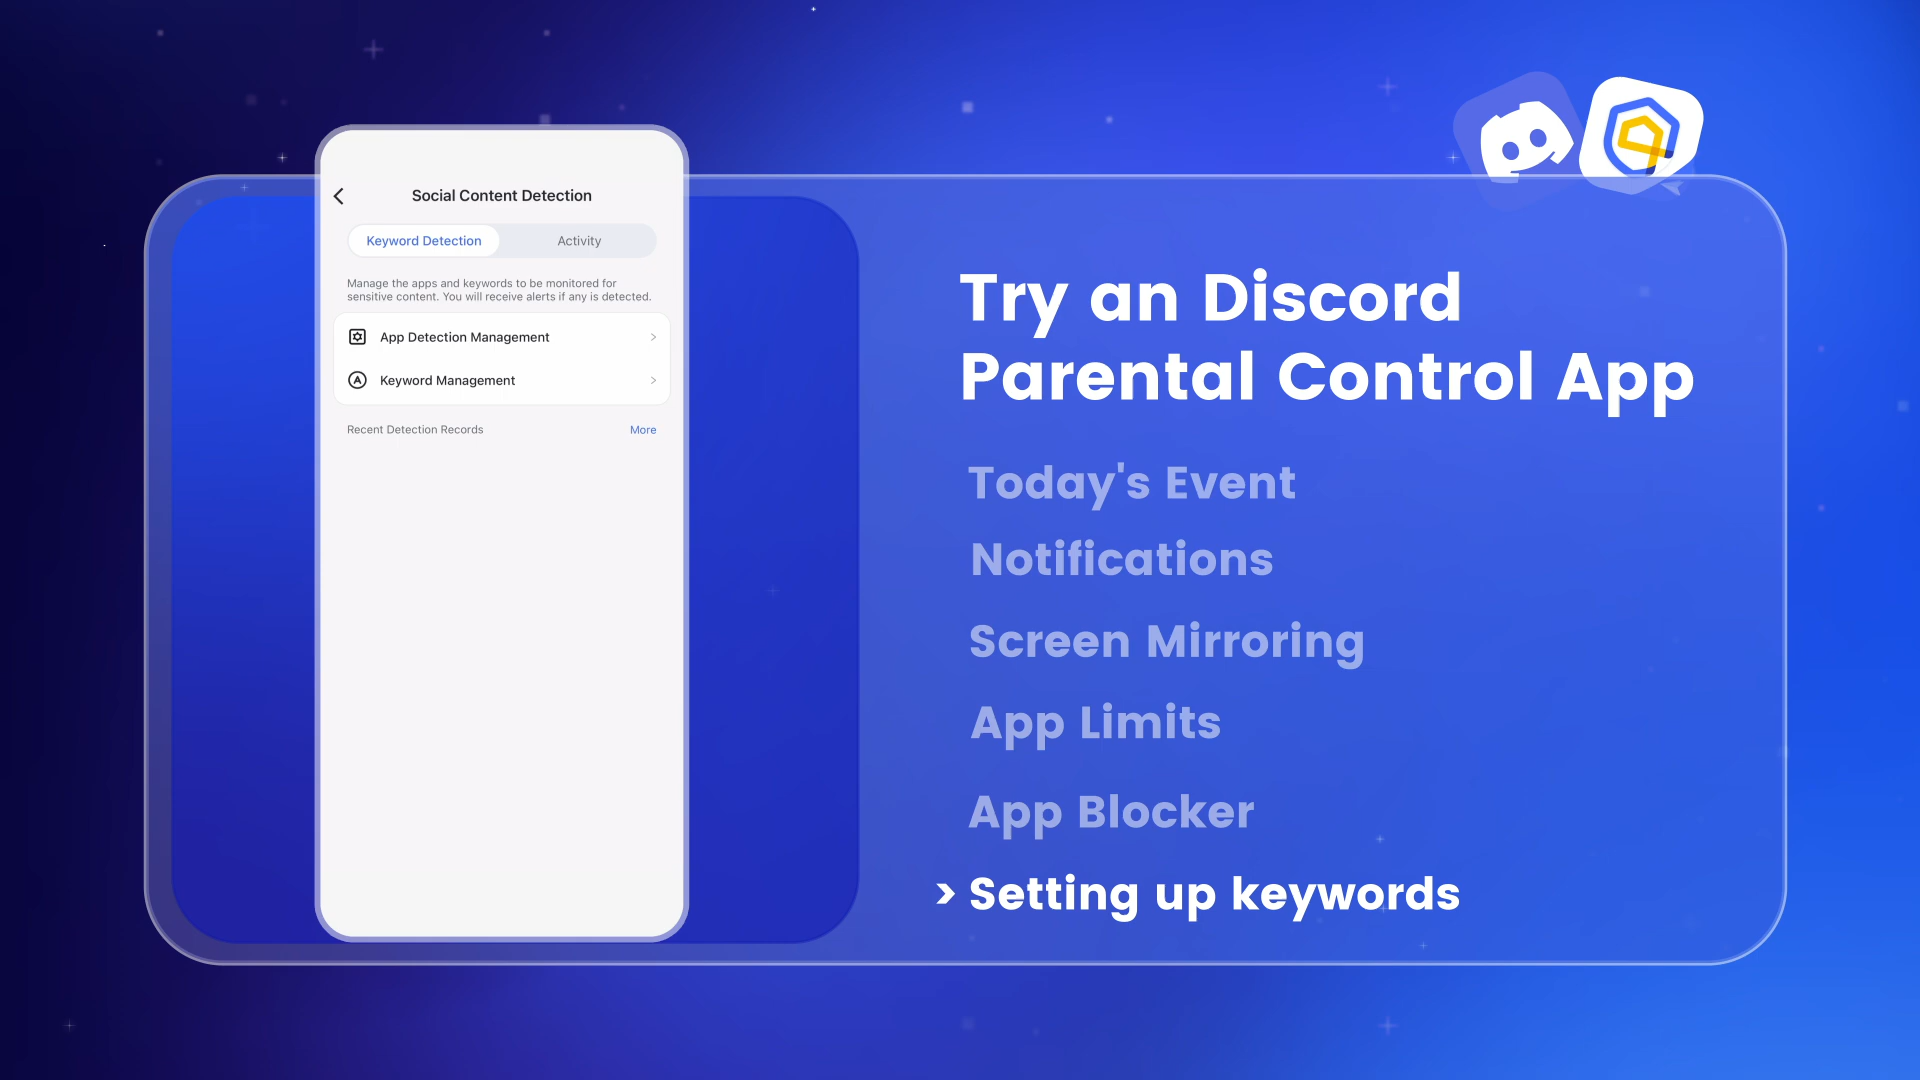 Social Content Detection
Keyword Detection
Activity
Manage the apps and keywords to be monitored for
sensitive content. You will receive alerts if any is detected.
App Detection Management
Keyword Management
Recent Detection Records
More
Try an Discord
Parental Control App
Today's Event
Notifications
Screen Mirroring
App Limits
App Blocker
> Setting up keywords